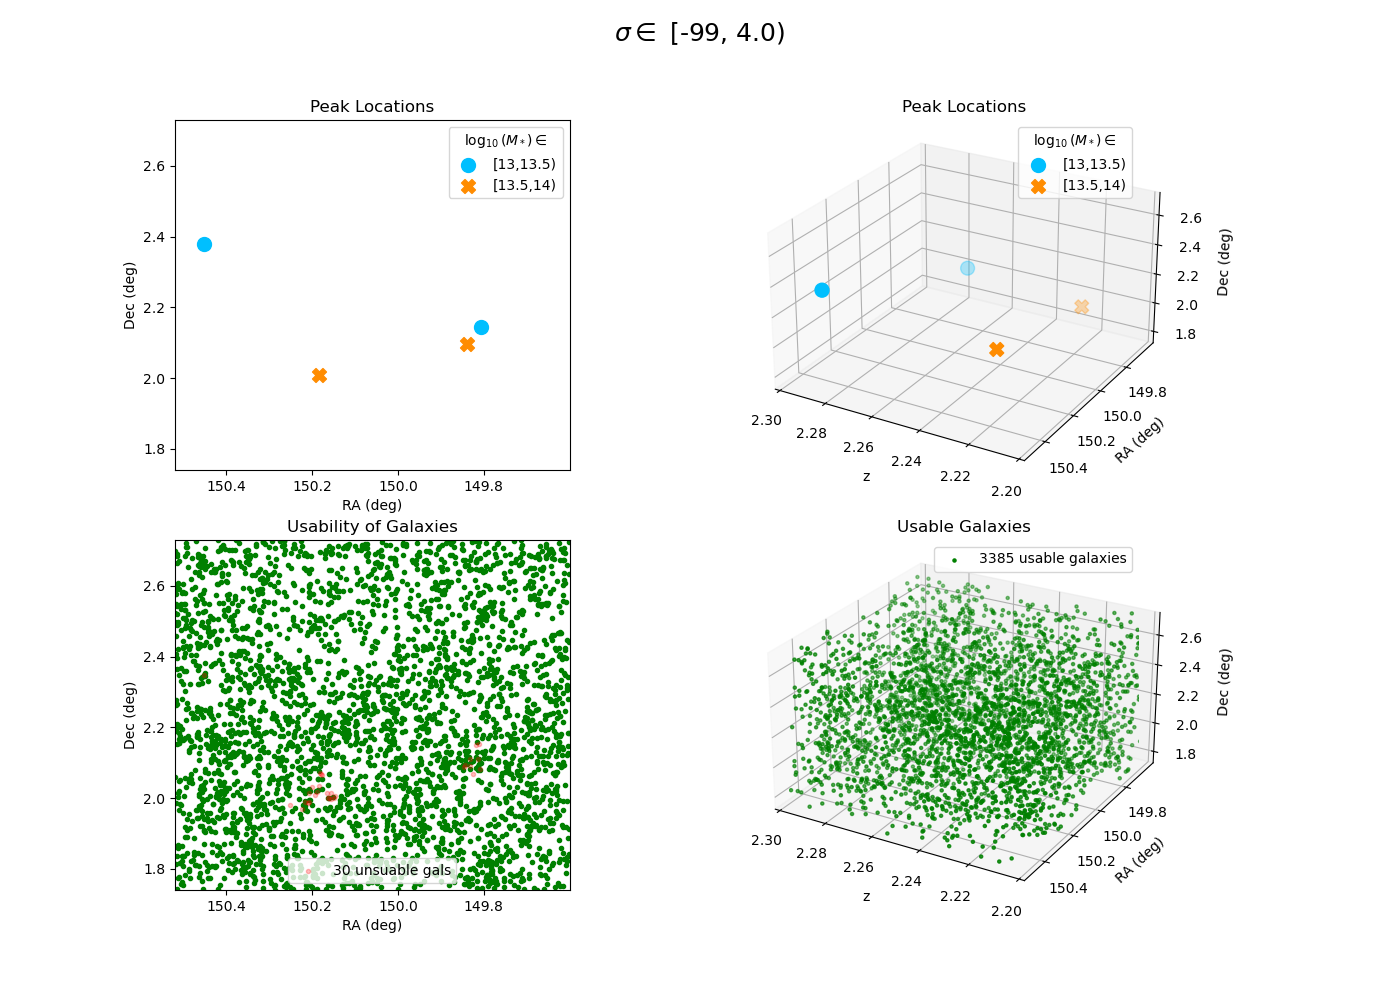 σ ∈ [-99, 4.0)
Peak Locations
log₁₀(M*) ∈
[13,13.5)
[13.5,14)
2.6
2.4
2.2
2.0
1.8
Dec (deg)
150.4 150.2 150.0 149.8
RA (deg)
Peak Locations
log₁₀(M*) ∈
[13,13.5)
[13.5,14)
2.6
2.4
2.2
2.0
1.8
Dec (deg)
149.8
150.0
150.2
150.4
RA (deg)
2.30
2.28
2.26
2.24
2.22
2.20
z
Usability of Galaxies
2.6
2.4
2.2
2.0
1.8
Dec (deg)
30 unsuable gals
150.4 150.2 150.0 149.8
RA (deg)
Usable Galaxies
3385 usable galaxies
2.6
2.4
2.2
2.0
1.8
Dec (deg)
149.8
150.0
150.2
150.4
RA (deg)
2.30
2.28
2.26
2.24
2.22
2.20
z